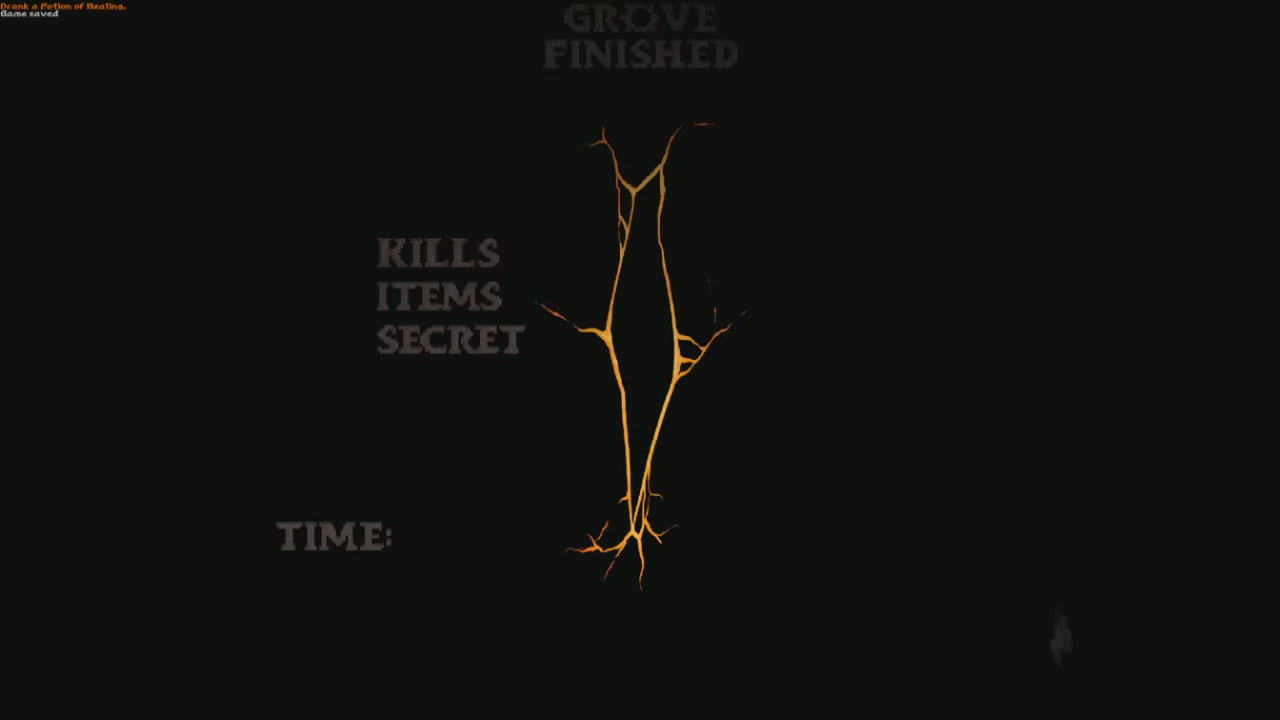 Drank a Potion of Healing.
Game saved
GROVE
FINISHED
KILLS
ITEMS
SECRET
TIME: